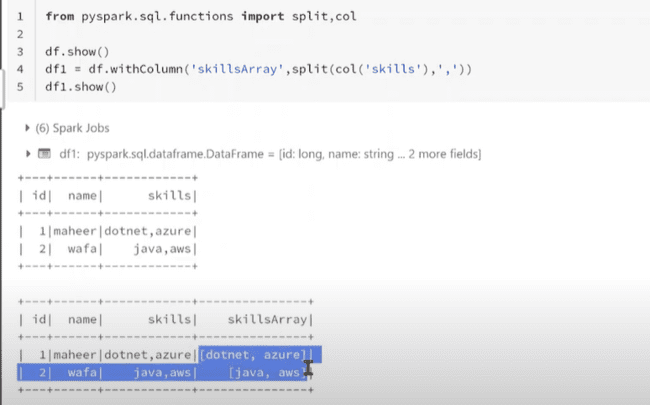 1 from pyspark.sql.functions import split,col
2
3 df.show()
4 df1 = df.withColumn('skillsArray',split(col('skills'),','))
5 df1.show()
(6) Spark Jobs
df1: pyspark.sql.dataframe.DataFrame = [id: long, name: string ... 2 more fields]
+---+------+------------+
| id|  name|      skills|
+---+------+------------+
|  1|maheer|dotnet,azure|
|  2|  wafa|    java,aws|
+---+------+------------+
+---+------+------------+---------------+
| id|  name|      skills|    skillsArray|
+---+------+------------+---------------+
|  1|maheer|dotnet,azure|[dotnet, azure]|
|  2|  wafa|    java,aws|    [java, aws]|
+---+------+------------+---------------+